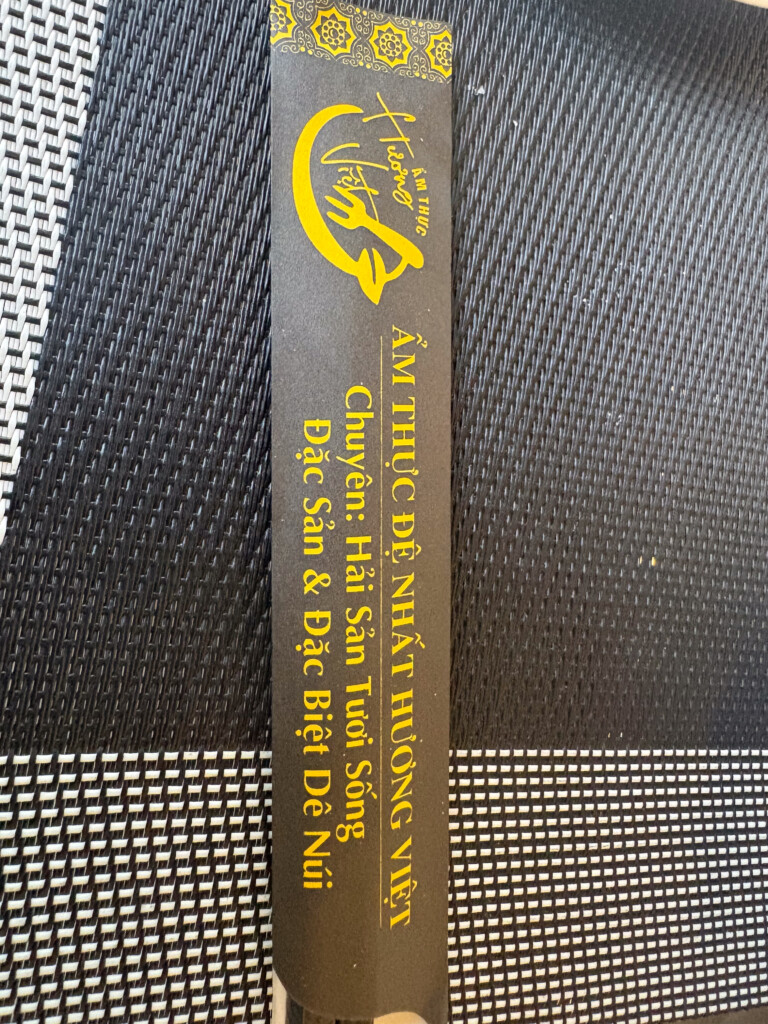 ẨM THỰC
Hương
Việt
ẨM THỰC ĐỆ NHẤT HƯƠNG VIỆT
Chuyên: Hải Sản Tươi Sống
Đặc Sản & Đặc Biệt Dê Núi